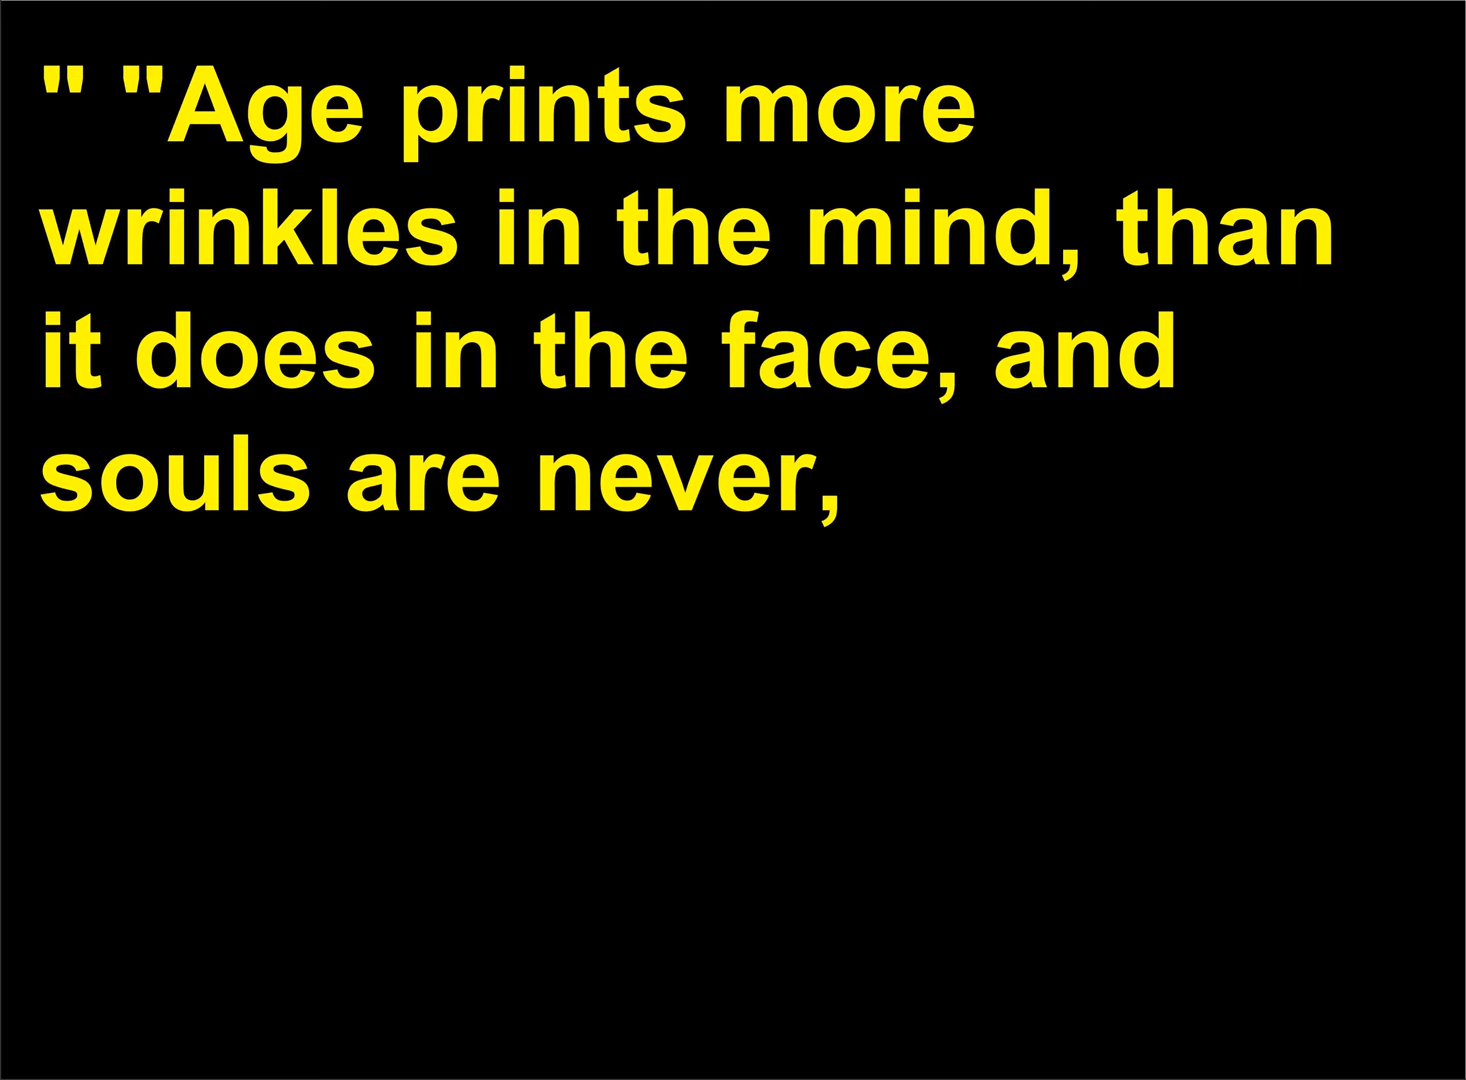 " "Age prints more
wrinkles in the mind, than
it does in the face, and
souls are never,